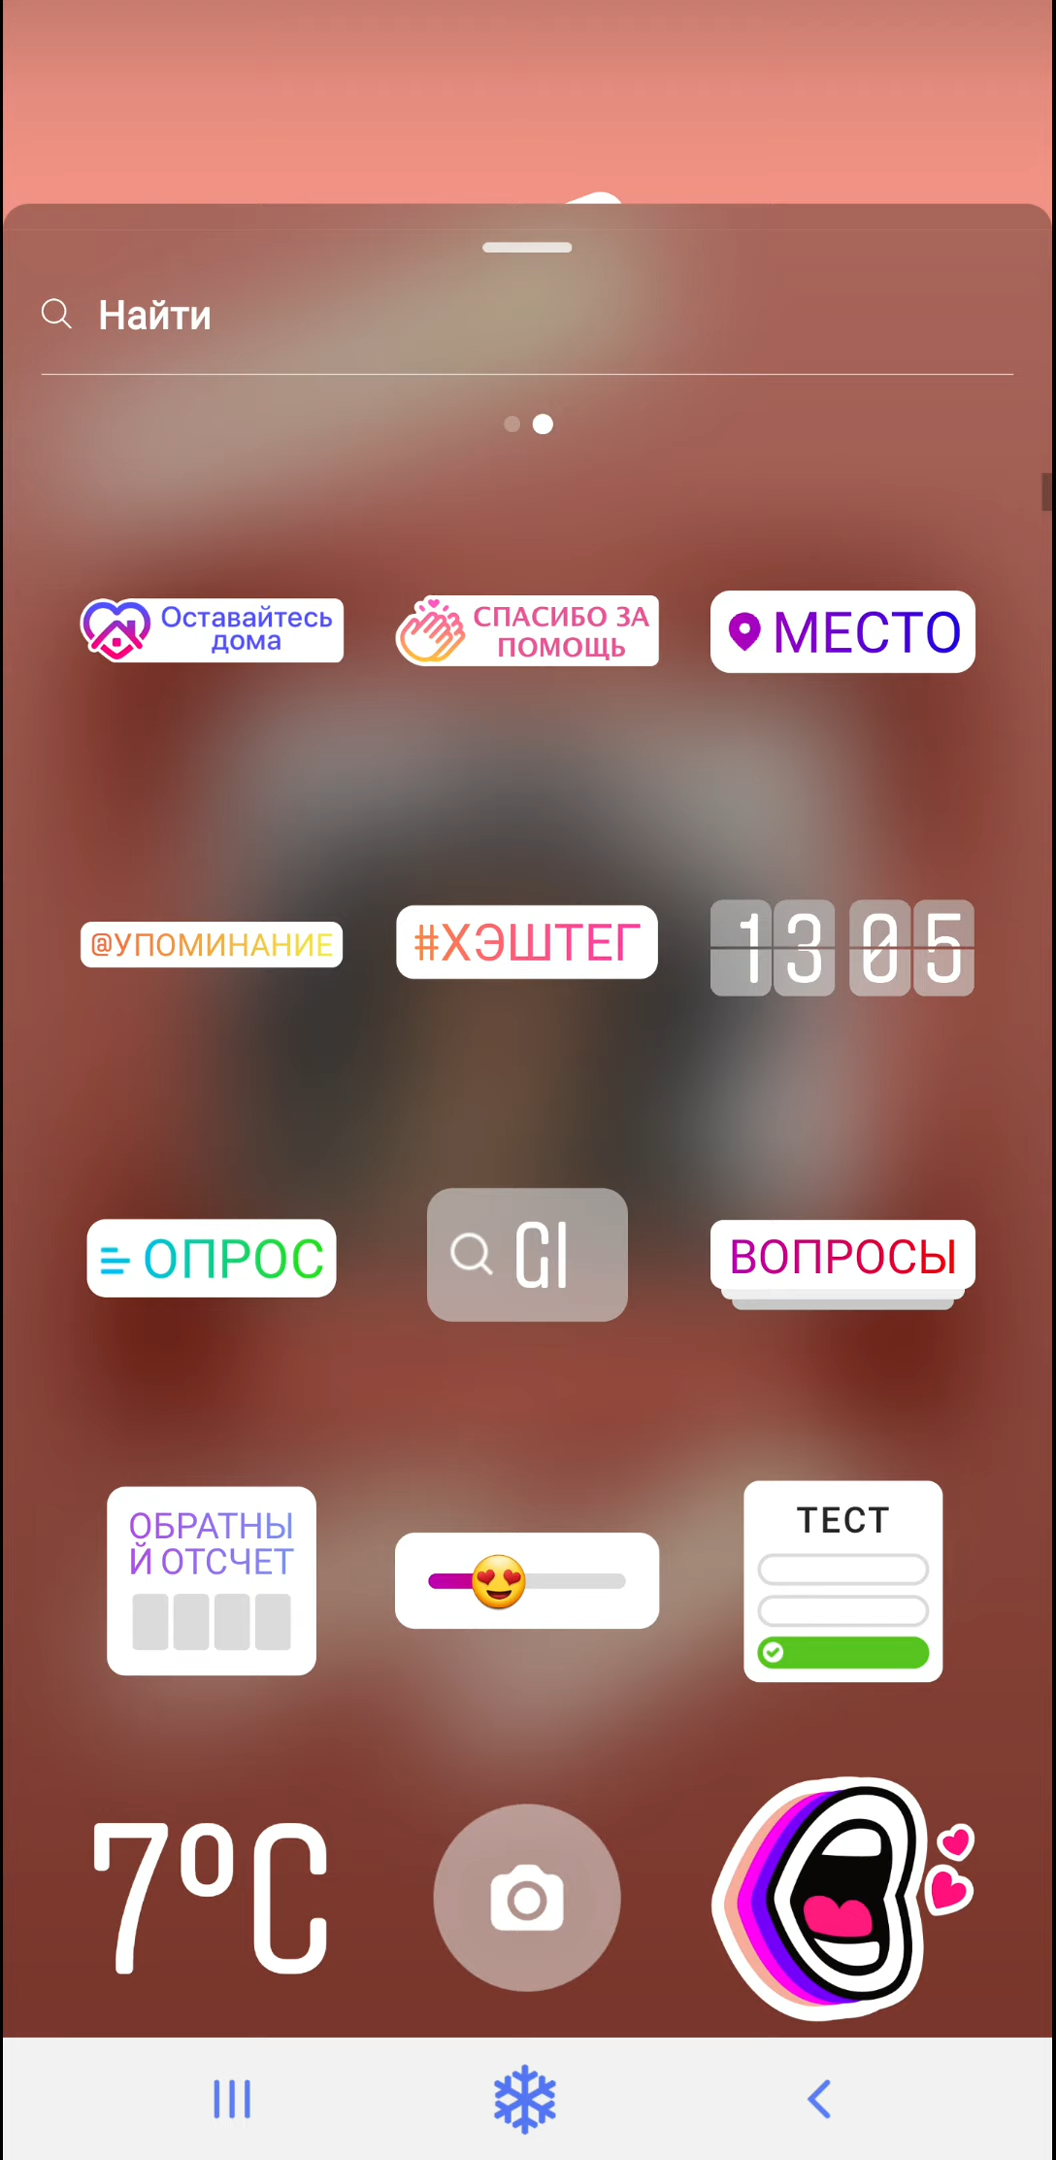 Найти
Оставайтесь
дома
СПАСИБО ЗА
ПОМОЩЬ
МЕСТО
@УПОМИНАНИЕ
#ХЭШТЕГ
13 05
ОПРОС
GI
ВОПРОСЫ
ОБРАТНЫ
Й ОТСЧЕТ
ТЕСТ
7°C